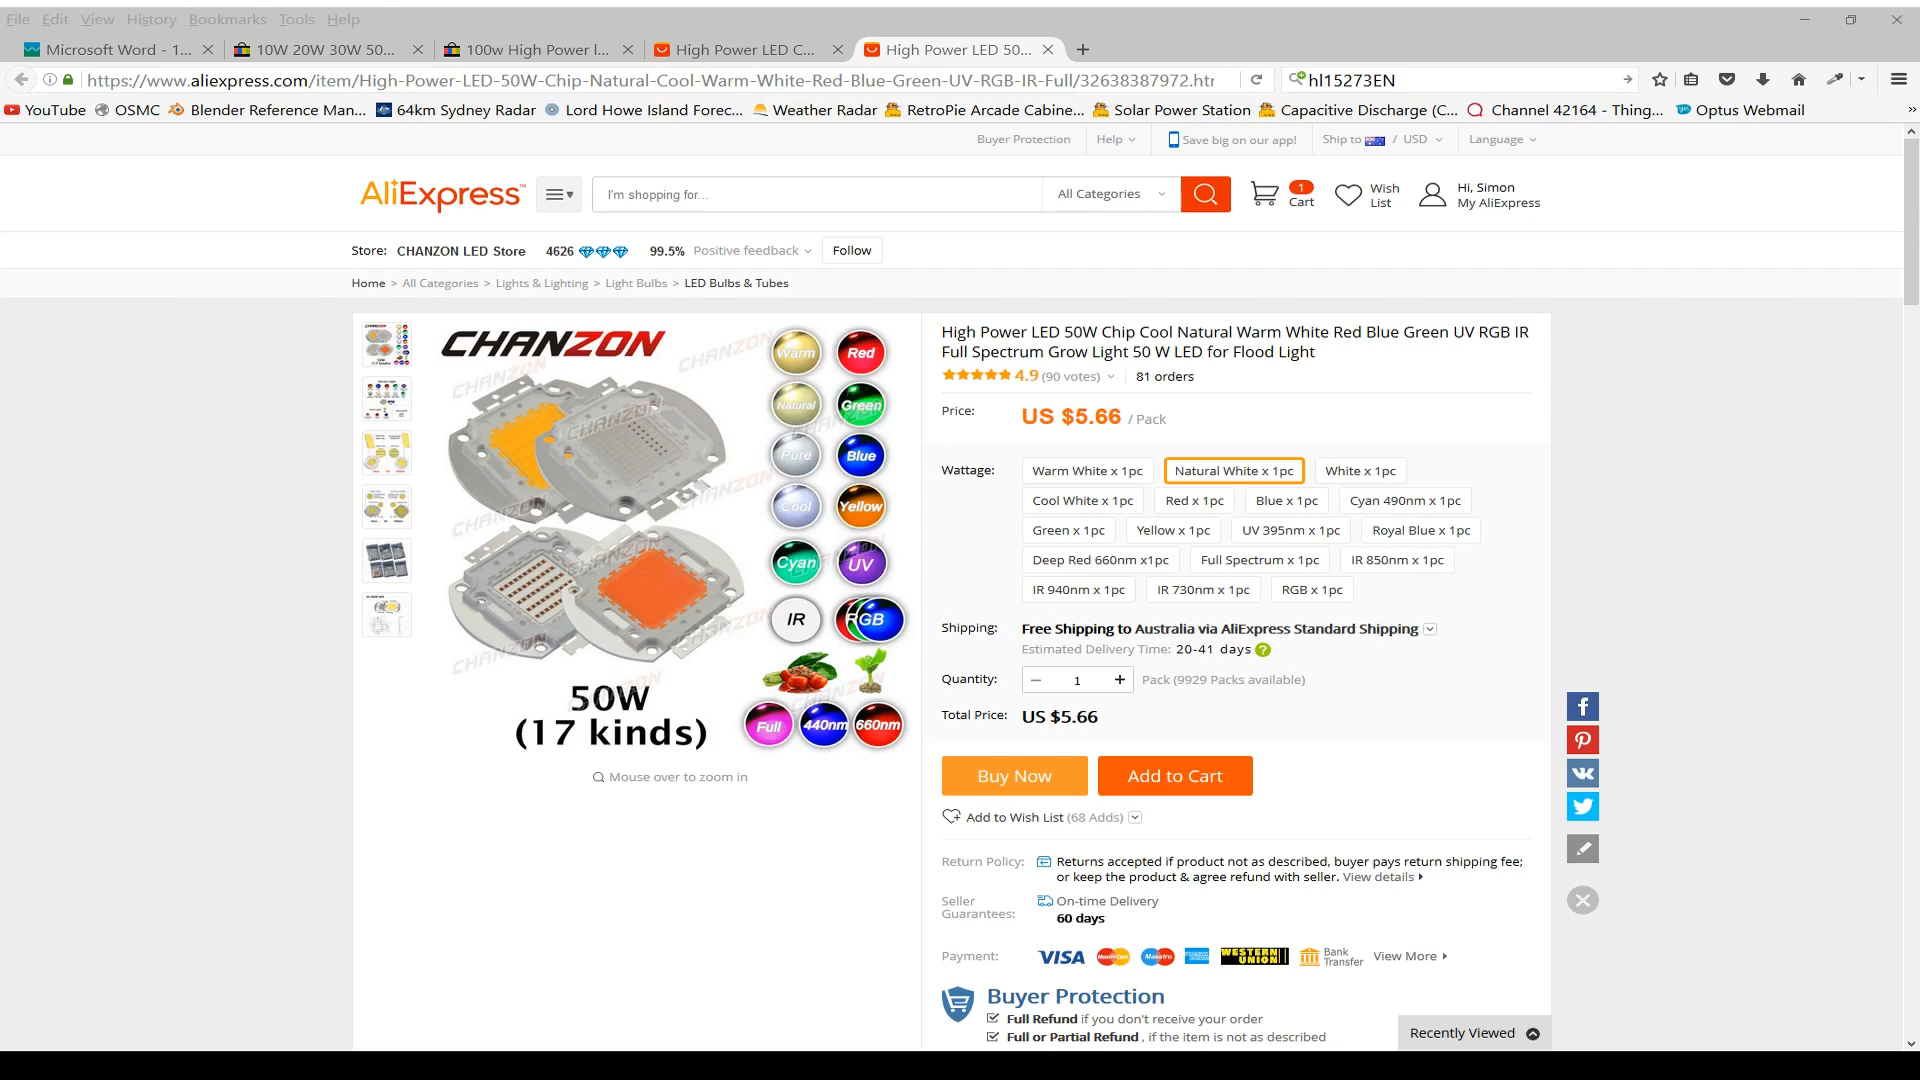 File Edit View History Bookmarks Tools Help
Microsoft Word - 1...
10W 20W 30W 50...
100w High Power l...
High Power LED C...
High Power LED 50...
https://www.aliexpress.com/item/High-Power-LED-50W-Chip-Natural-Cool-Warm-White-Red-Blue-Green-UV-RGB-IR-Full/32638387972.htr
hl15273EN
YouTube OSMC Blender Reference Man... 64km Sydney Radar Lord Howe Island Forec... Weather Radar RetroPie Arcade Cabine... Solar Power Station Capacitive Discharge (C... Channel 42164 - Thing... Optus Webmail
Buyer Protection Help Save big on our app! Ship to / USD Language
AliExpress™
I'm shopping for...
All Categories
1
Cart
Wish
List
Hi, Simon
My AliExpress
Store: CHANZON LED Store 4626 99.5% Positive feedback Follow
Home > All Categories > Lights & Lighting > Light Bulbs > LED Bulbs & Tubes
CHANZON
CHANZON
CHANZON
CHANZON
CHANZON
CHANZON
CHANZON
CHANZON
CHANZON
Warm Red
Natural Green
Pure Blue
Cool Yellow
Cyan UV
IR RGB
50W
(17 kinds)
Full 440nm 660nm
Mouse over to zoom in
High Power LED 50W Chip Cool Natural Warm White Red Blue Green UV RGB IR
Full Spectrum Grow Light 50 W LED for Flood Light
4.9 (90 votes) 81 orders
Price: US $5.66 / Pack
Wattage: Warm White x 1pc Natural White x 1pc White x 1pc
Cool White x 1pc Red x 1pc Blue x 1pc Cyan 490nm x 1pc
Green x 1pc Yellow x 1pc UV 395nm x 1pc Royal Blue x 1pc
Deep Red 660nm x1pc Full Spectrum x 1pc IR 850nm x 1pc
IR 940nm x 1pc IR 730nm x 1pc RGB x 1pc
Shipping: Free Shipping to Australia via AliExpress Standard Shipping
Estimated Delivery Time: 20-41 days ?
Quantity: − 1 + Pack (9929 Packs available)
Total Price: US $5.66
Buy Now Add to Cart
Add to Wish List (68 Adds)
Return Policy: Returns accepted if product not as described, buyer pays return shipping fee;
or keep the product & agree refund with seller. View details
Seller
Guarantees:
On-time Delivery
60 days
Payment: VISA MasterCard Maestro WESTERN UNION Bank Transfer View More
Buyer Protection
Full Refund if you don't receive your order
Full or Partial Refund , if the item is not as described
Recently Viewed